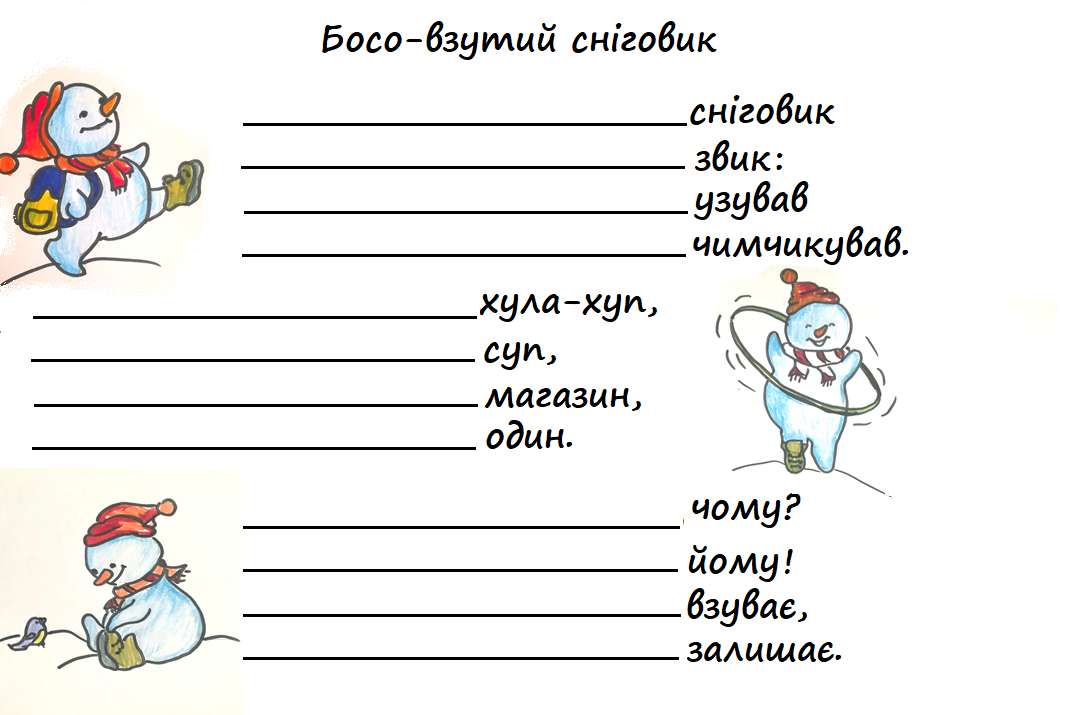 Босо-взутий сніговик
сніговик
звик:
узував
чимчикував.
хула-хуп,
суп,
магазин,
один.
чому?
йому!
взуває,
залишає.